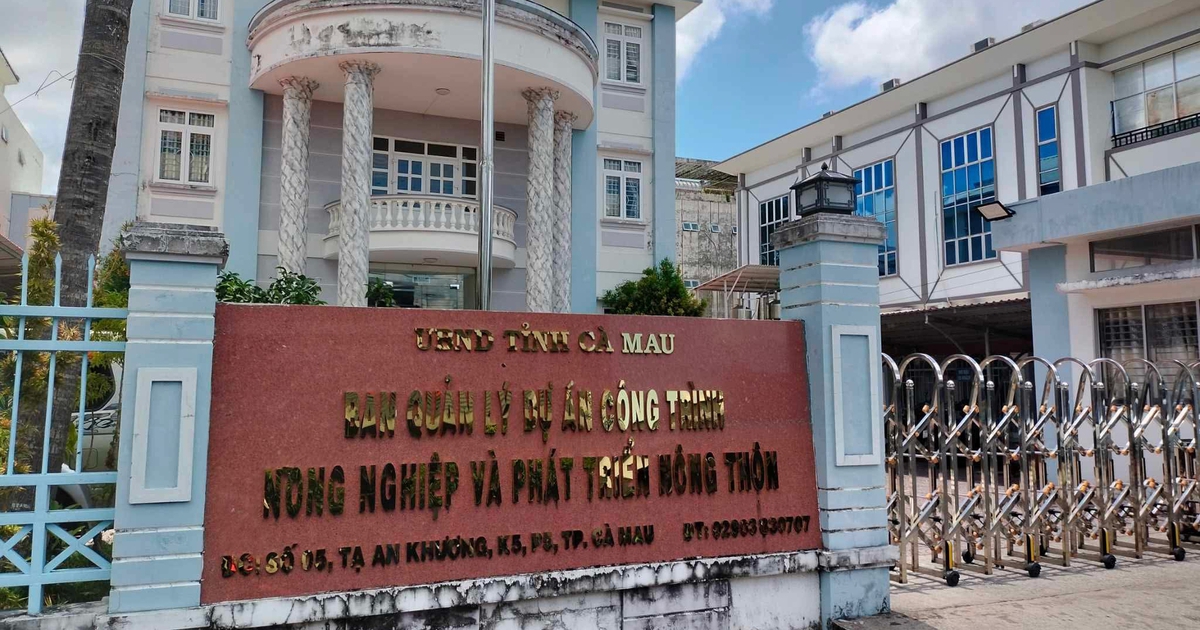 UBND TỈNH CÀ MAU
BAN QUẢN LÝ DỰ ÁN CÔNG TRÌNH
NÔNG NGHIỆP VÀ PHÁT TRIỂN NÔNG THÔN
ĐC: SỐ 05, TẠ AN KHƯƠNG, K5, P5, TP. CÀ MAU ĐT: 02903 830707